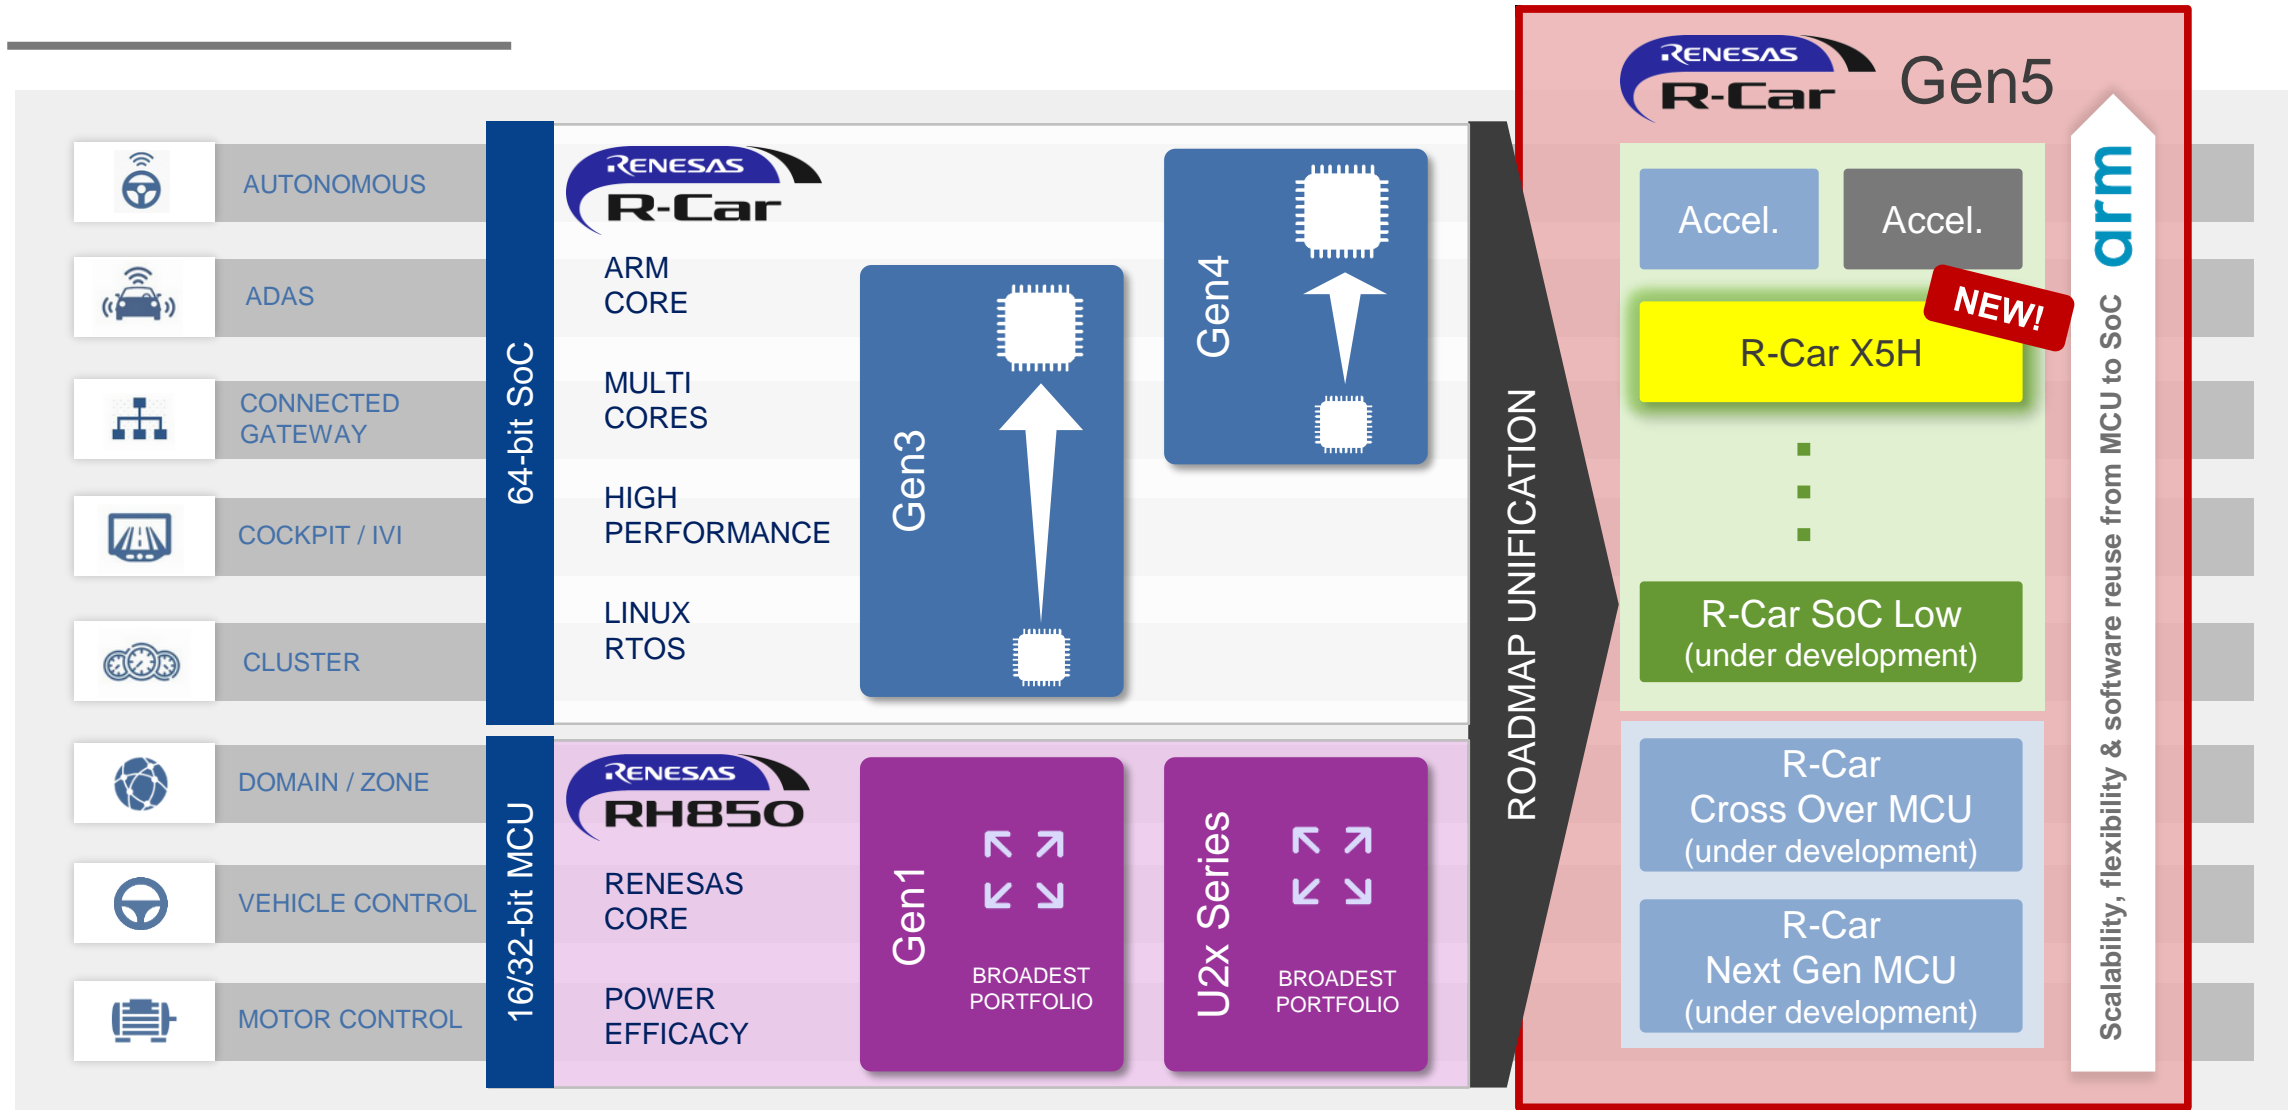 AUTONOMOUS
ADAS
CONNECTED
GATEWAY
COCKPIT / IVI
CLUSTER
DOMAIN / ZONE
VEHICLE CONTROL
MOTOR CONTROL
64-bit SoC
16/32-bit MCU
RENESAS
R-Car
ARM
CORE
MULTI
CORES
HIGH
PERFORMANCE
LINUX
RTOS
Gen3
Gen4
RENESAS
RH850
RENESAS
CORE
POWER
EFFICACY
Gen1
BROADEST
PORTFOLIO
U2x Series
BROADEST
PORTFOLIO
ROADMAP UNIFICATION
RENESAS
R-Car
Gen5
Accel.
Accel.
NEW!
R-Car X5H
R-Car SoC Low
(under development)
R-Car
Cross Over MCU
(under development)
R-Car
Next Gen MCU
(under development)
arm
Scalability, flexibility & software reuse from MCU to SoC